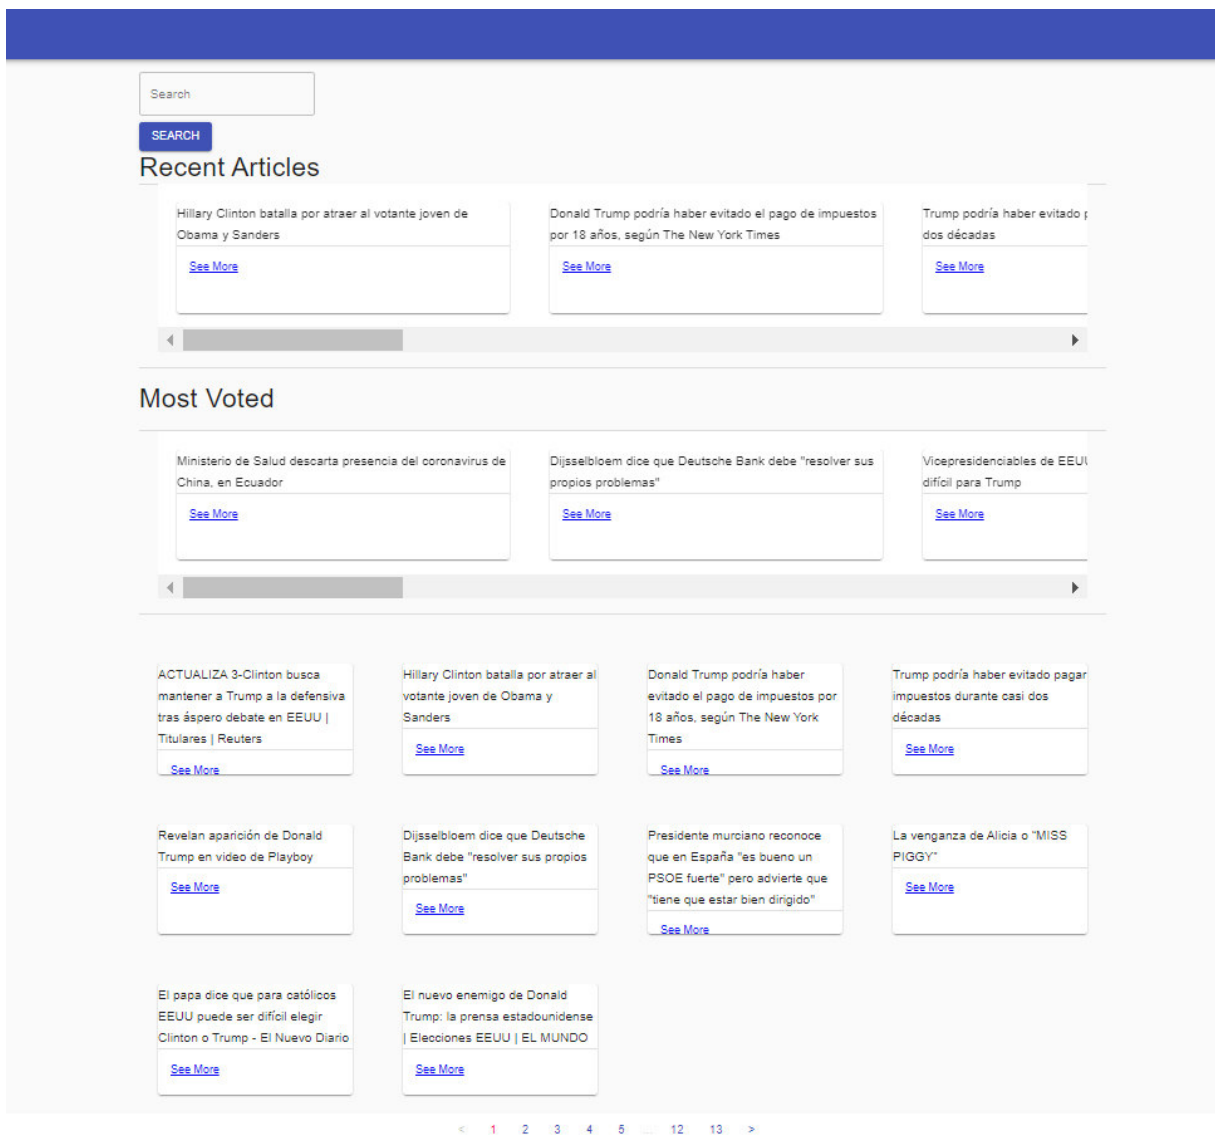 Search
SEARCH
Recent Articles
Hillary Clinton batalla por atraer al votante joven de
Obama y Sanders
See More
Donald Trump podría haber evitado el pago de impuestos
por 18 años, según The New York Times
See More
Trump podría haber evitado
dos décadas
See More
Most Voted
Ministerio de Salud descarta presencia del coronavirus de
China, en Ecuador
See More
Dijsselbloem dice que Deutsche Bank debe "resolver sus
propios problemas"
See More
Vicepresidenciables de EEUU
difícil para Trump
See More
ACTUALIZA 3-Clinton busca
mantener a Trump a la defensiva
tras áspero debate en EEUU |
Titulares | Reuters
See More
Hillary Clinton batalla por atraer al
votante joven de Obama y
Sanders
See More
Donald Trump podría haber
evitado el pago de impuestos por
18 años, según The New York
Times
See More
Trump podría haber evitado pagar
impuestos durante casi dos
décadas
See More
Revelan aparición de Donald
Trump en video de Playboy
See More
Dijsselbloem dice que Deutsche
Bank debe "resolver sus propios
problemas"
See More
Presidente murciano reconoce
que en España "es bueno un
PSOE fuerte" pero advierte que
"tiene que estar bien dirigido"
See More
La venganza de Alicia o "MISS
PIGGY"
See More
El papa dice que para católicos
EEUU puede ser difícil elegir
Clinton o Trump - El Nuevo Diario
See More
El nuevo enemigo de Donald
Trump: la prensa estadounidense
| Elecciones EEUU | EL MUNDO
See More
< 1 2 3 4 5 ... 12 13 >